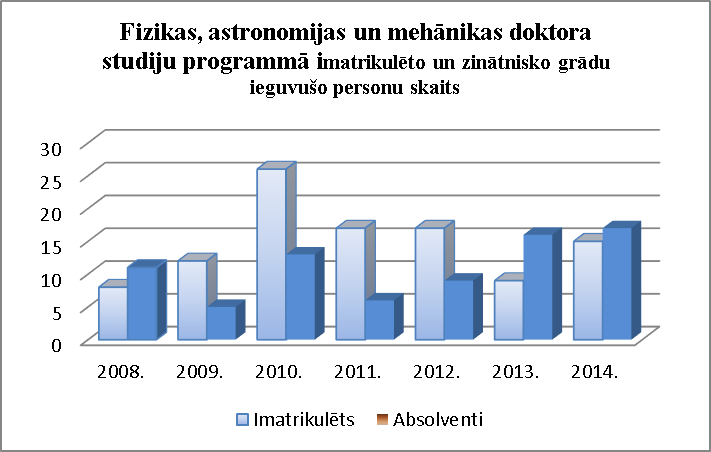 Fizikas, astronomijas un mehānikas doktora
studiju programmā imatrikulēto un zinātnisko grādu
ieguvušo personu skaits
30
25
20
15
10
5
0
2008. 2009. 2010. 2011. 2012. 2013. 2014.
Imatrikulēts Absolventi